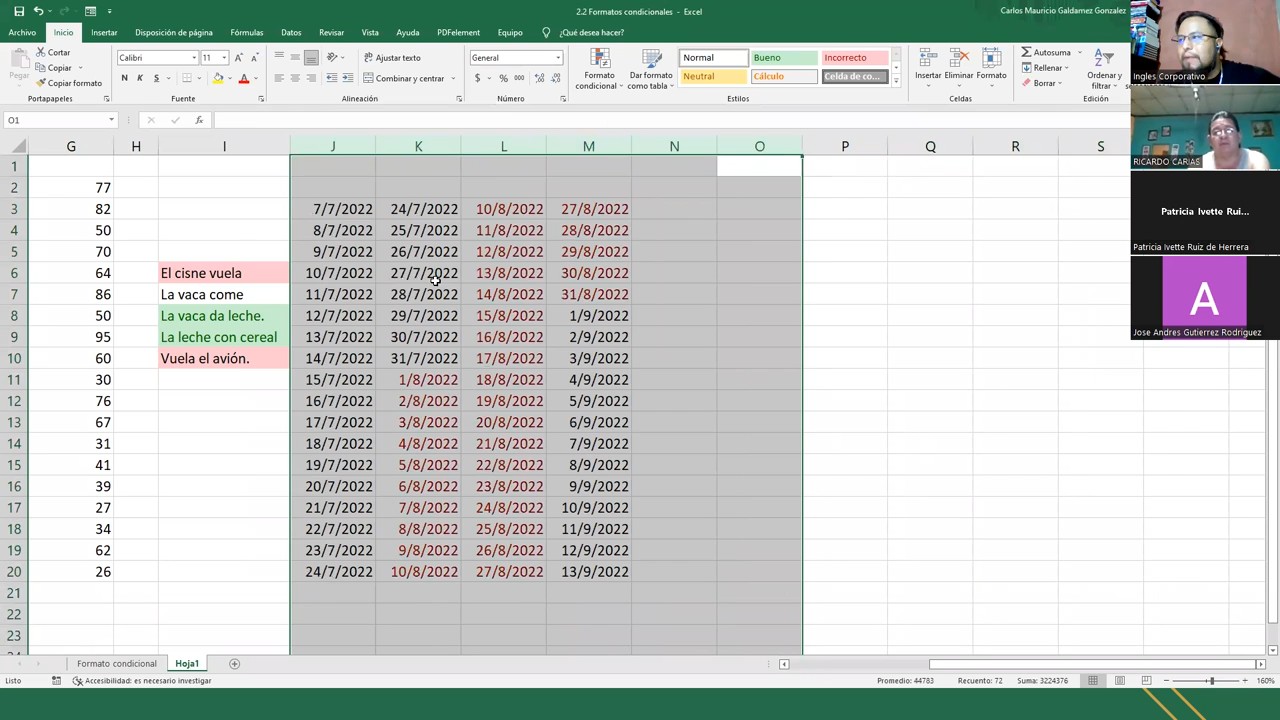 2.2 Formatos condicionales - Excel
Carlos Mauricio Galdamez Gonzalez
Archivo Inicio Insertar Disposición de página Fórmulas Datos Revisar Vista Ayuda PDFelement Equipo ¿Qué desea hacer?
Pegar
Cortar
Copiar
Copiar formato
Portapapeles
Calibri 11
N K S
Fuente
Ajustar texto
Combinar y centrar
Alineación
General
$ % 000
Número
Formato condicional
Dar formato como tabla
Normal Bueno Incorrecto
Neutral Cálculo Celda de co...
Estilos
Insertar Eliminar Formato
Celdas
Autosuma
Rellenar
Borrar
Ordenar y filtrar
Edición
O1 fx
G H I J K L M N O P Q R S
1
2 77
3 82 7/7/2022 24/7/2022 10/8/2022 27/8/2022
4 50 8/7/2022 25/7/2022 11/8/2022 28/8/2022
5 70 9/7/2022 26/7/2022 12/8/2022 29/8/2022
6 64 El cisne vuela 10/7/2022 27/7/2022 13/8/2022 30/8/2022
7 86 La vaca come 11/7/2022 28/7/2022 14/8/2022 31/8/2022
8 50 La vaca da leche. 12/7/2022 29/7/2022 15/8/2022 1/9/2022
9 95 La leche con cereal 13/7/2022 30/7/2022 16/8/2022 2/9/2022
10 60 Vuela el avión. 14/7/2022 31/7/2022 17/8/2022 3/9/2022
11 30 15/7/2022 1/8/2022 18/8/2022 4/9/2022
12 76 16/7/2022 2/8/2022 19/8/2022 5/9/2022
13 67 17/7/2022 3/8/2022 20/8/2022 6/9/2022
14 31 18/7/2022 4/8/2022 21/8/2022 7/9/2022
15 41 19/7/2022 5/8/2022 22/8/2022 8/9/2022
16 39 20/7/2022 6/8/2022 23/8/2022 9/9/2022
17 27 21/7/2022 7/8/2022 24/8/2022 10/9/2022
18 34 22/7/2022 8/8/2022 25/8/2022 11/9/2022
19 62 23/7/2022 9/8/2022 26/8/2022 12/9/2022
20 26 24/7/2022 10/8/2022 27/8/2022 13/9/2022
21
22
23
Formato condicional Hoja1
Listo Accesibilidad: es necesario investigar Promedio: 44783 Recuento: 72 Suma: 3224376 160%
Ingles Corporativo
RICARDO CARIAS
Patricia Ivette Rui...
Patricia Ivette Ruiz de Herrera
A
Jose Andres Gutierrez Rodriguez